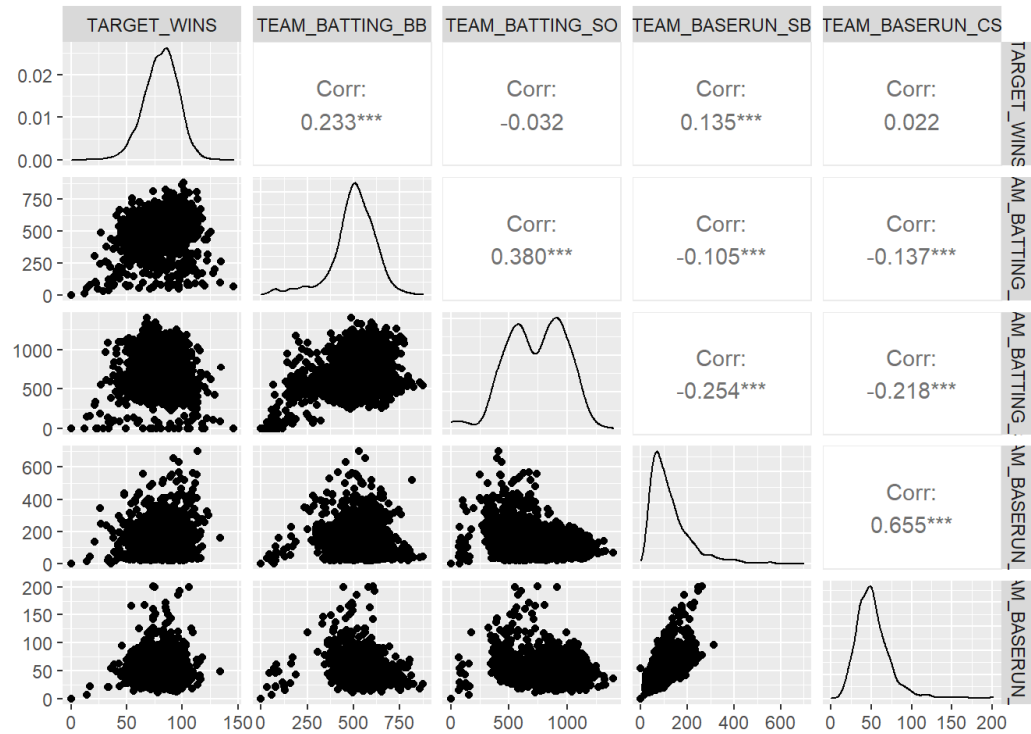 TARGET_WINS TEAM_BATTING_BB TEAM_BATTING_SO TEAM_BASERUN_SB TEAM_BASERUN_CS
0.02
0.01
0.00
Corr:
0.233***
Corr:
-0.032
Corr:
0.135***
Corr:
0.022
TARGET_WINS
750
500
250
0
Corr:
0.380***
Corr:
-0.105***
Corr:
-0.137***
AM_BATTING_
1000
500
0
Corr:
-0.254***
Corr:
-0.218***
AM_BATTING_
600
400
200
0
Corr:
0.655***
AM_BASERUN_
200
150
100
50
0
AM_BASERUN_
0 50 100 150 0 250 500 750 0 500 1000 0 200 400 600 0 50 100 150 200